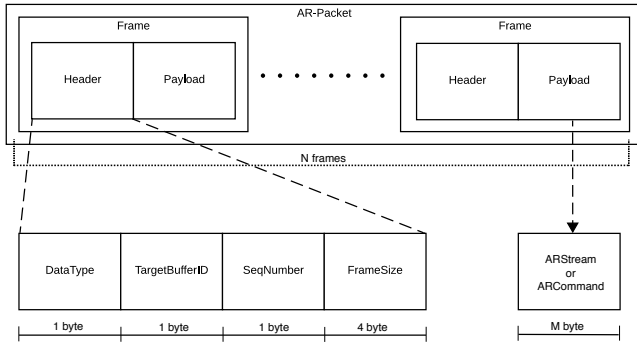 AR-Packet
Frame
Frame
Header
Payload
Header
Payload
N frames
DataType
TargetBufferID
SeqNumber
FrameSize
ARStream
or
ARCommand
1 byte
1 byte
1 byte
4 byte
M byte